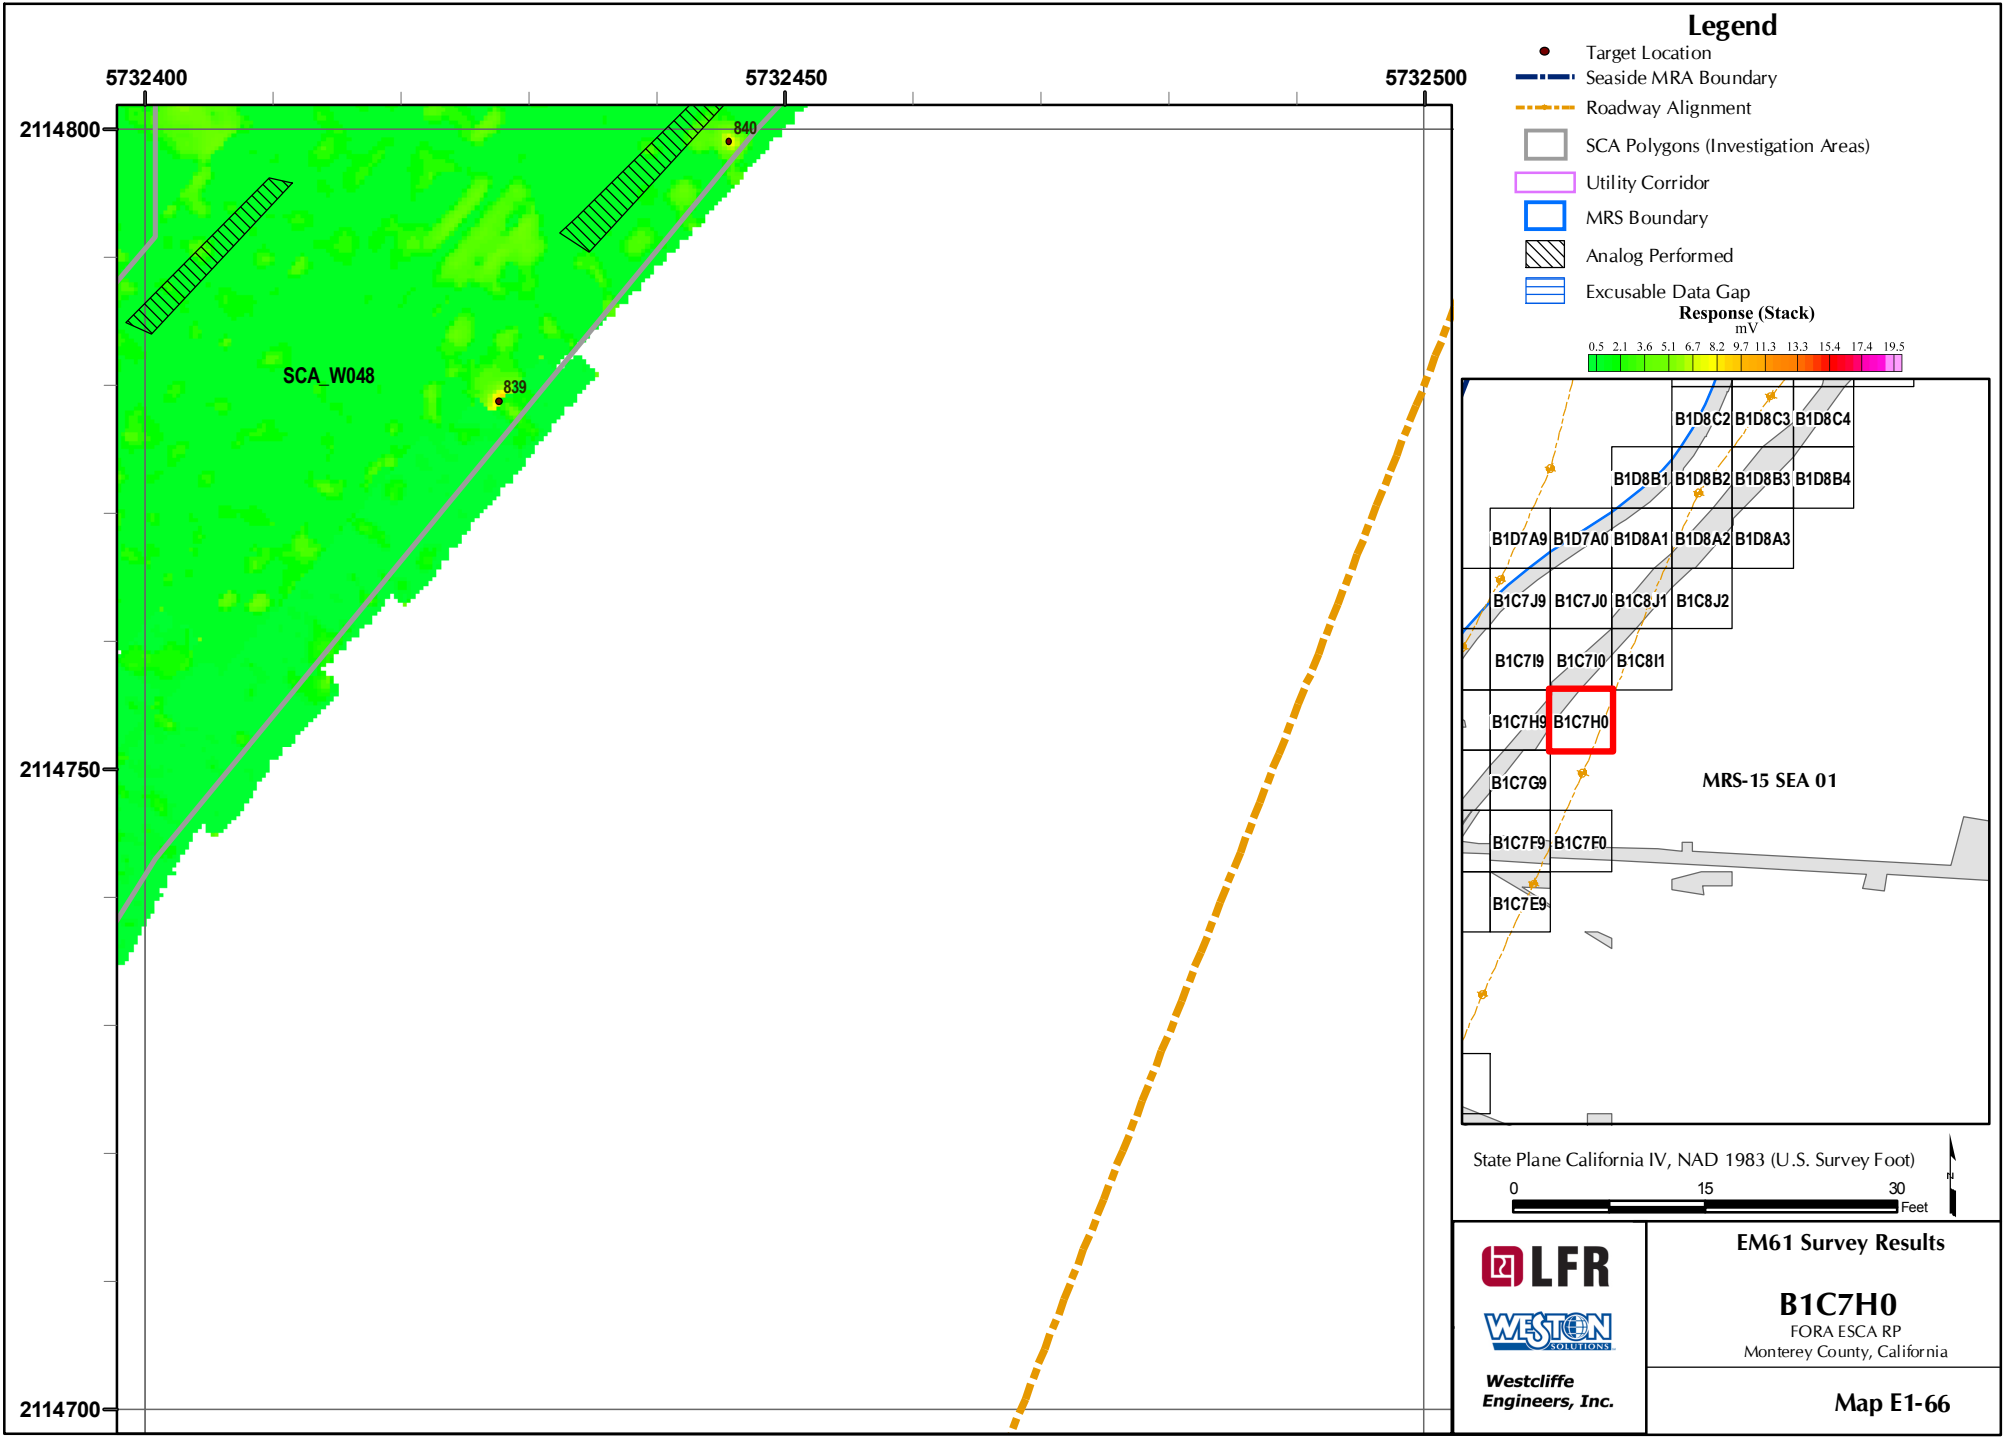 5732400
5732450
5732500
2114800
2114750
2114700
840
839
SCA_W048
Legend
Target Location
Seaside MRA Boundary
Roadway Alignment
SCA Polygons (Investigation Areas)
Utility Corridor
MRS Boundary
Analog Performed
Excusable Data Gap
Response (Stack)
mV
0.5 2.1 3.6 5.1 6.7 8.2 9.7 11.3 13.3 15.4 17.4 19.5
B1D8C2 B1D8C3 B1D8C4
B1D8B1 B1D8B2 B1D8B3 B1D8B4
B1D7A9 B1D7A0 B1D8A1 B1D8A2 B1D8A3
B1C7J9 B1C7J0 B1C8J1 B1C8J2
B1C7I9 B1C7I0 B1C8I1
B1C7H9 B1C7H0
B1C7G9
MRS-15 SEA 01
B1C7F9 B1C7F0
B1C7E9
State Plane California IV, NAD 1983 (U.S. Survey Foot)
0 15 30
Feet
N
LFR
WESTON
SOLUTIONS
Westcliffe
Engineers, Inc.
EM61 Survey Results
B1C7H0
FORA ESCA RP
Monterey County, California
Map E1-66